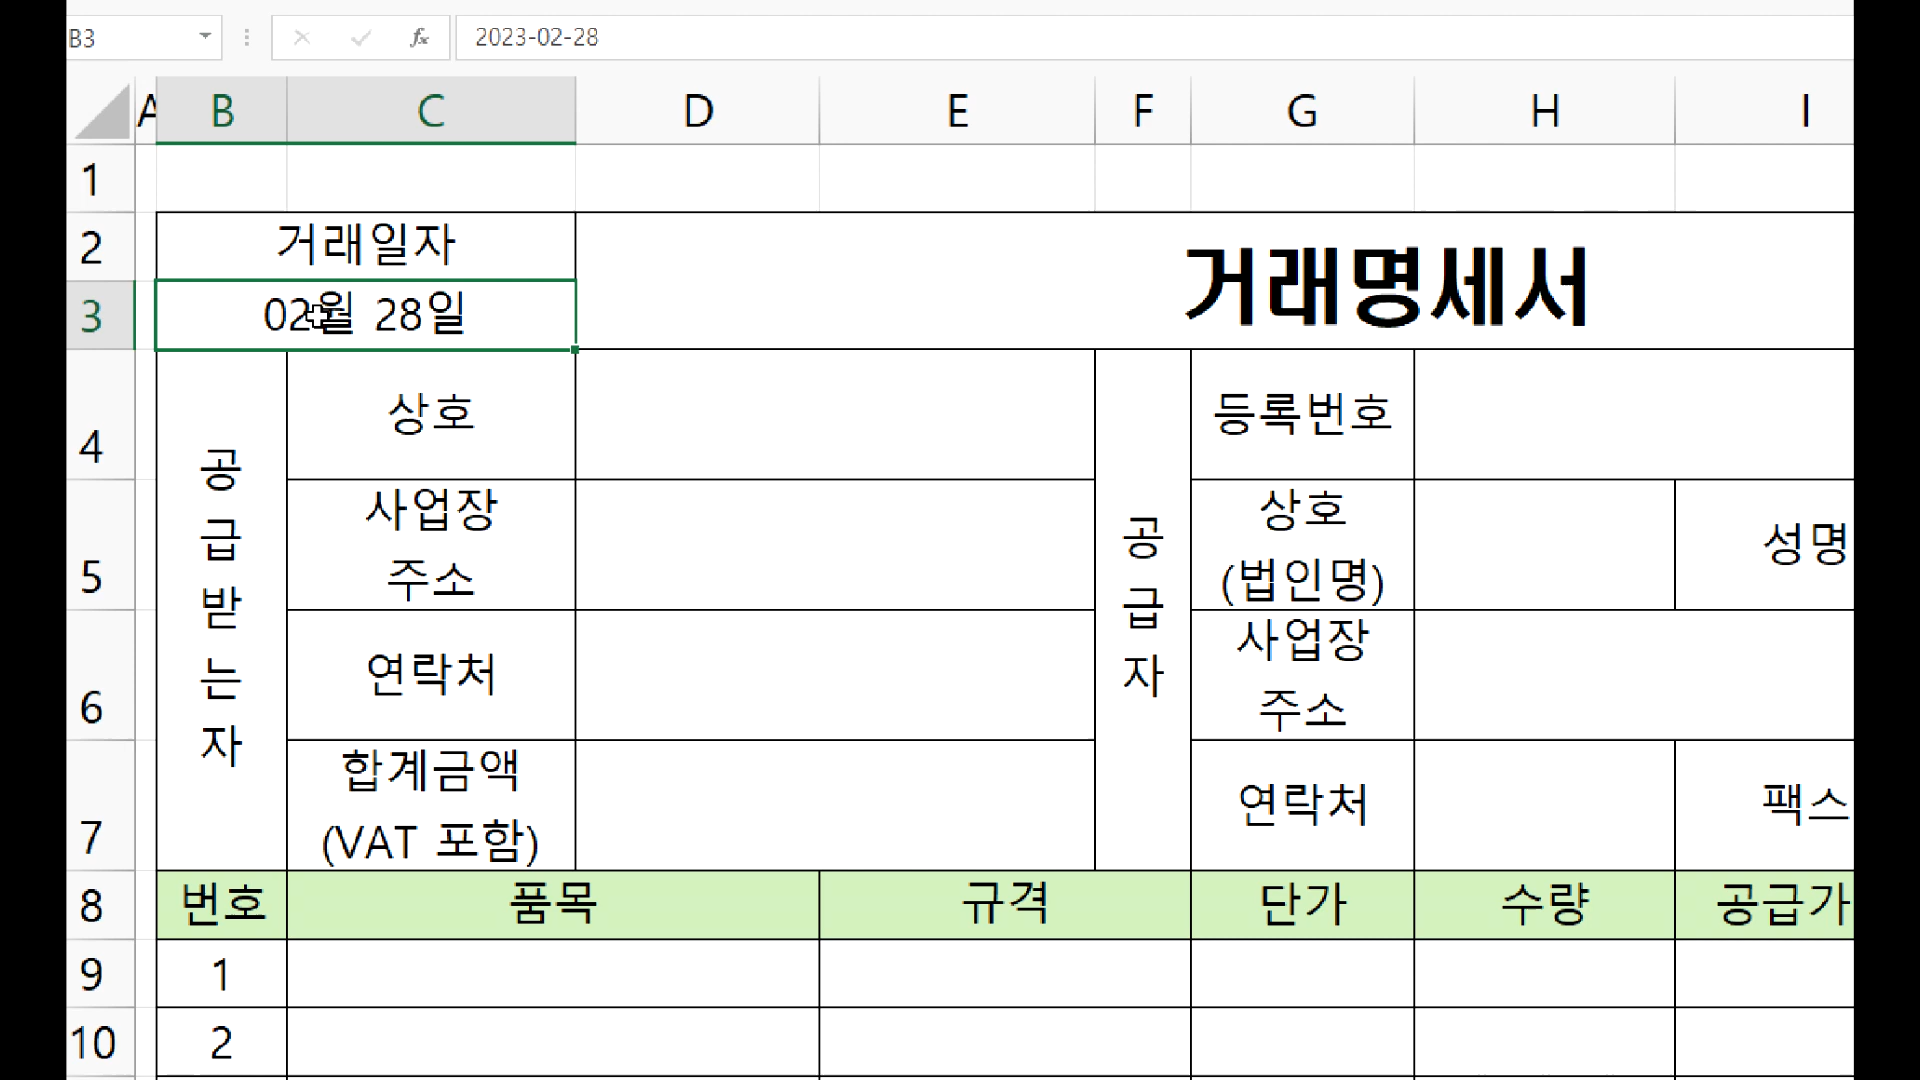 B3 fx 2023-02-28
A B C D E F G H I
1
2 거래일자 거래명세서
3 02월 28일
4 공급받는자 상호 공급자 등록번호
5 사업장 주소 상호 (법인명) 성명
6 연락처 사업장 주소
7 합계금액 (VAT 포함) 연락처 팩스
8 번호 품목 규격 단가 수량 공급가
9 1
10 2